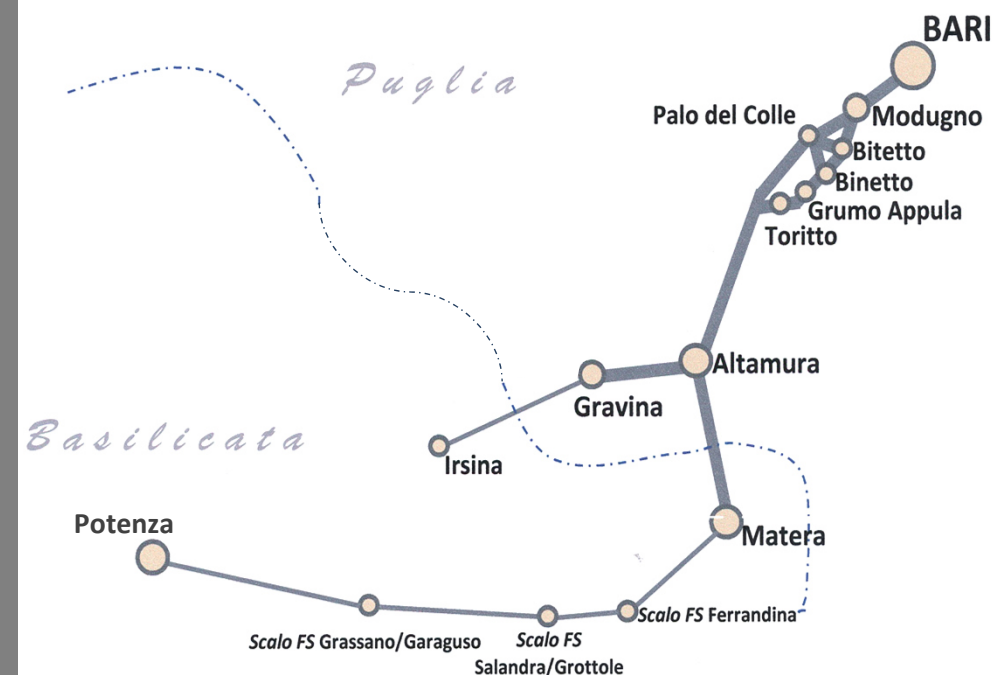 BARI
Puglia
Palo del Colle
Modugno
Bitetto
Binetto
Grumo Appula
Toritto
Altamura
Gravina
Basilicata
Irsina
Potenza
Matera
Scalo FS Ferrandina
Scalo FS Grassano/Garaguso
Scalo FS
Salandra/Grottole